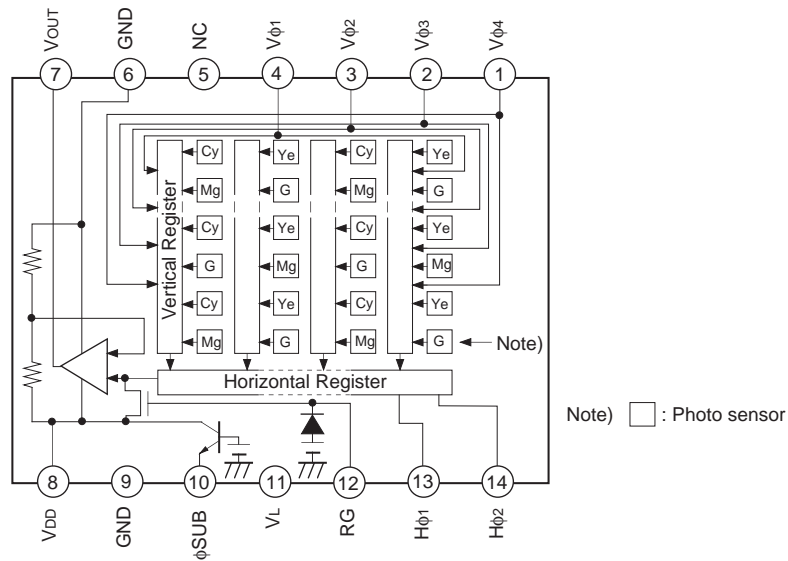 VOUT GND NC Vϕ1 Vϕ2 Vϕ3 Vϕ4
7 6 5 4 3 2 1
Vertical Register
Cy Ye Cy Ye
Mg G Mg G
Cy Ye Cy Ye
G Mg G Mg
Cy Ye Cy Ye
Mg G Mg G
Note)
Horizontal Register
Note) : Photo sensor
8 9 10 11 12 13 14
VDD GND ϕSUB VL RG Hϕ1 Hϕ2